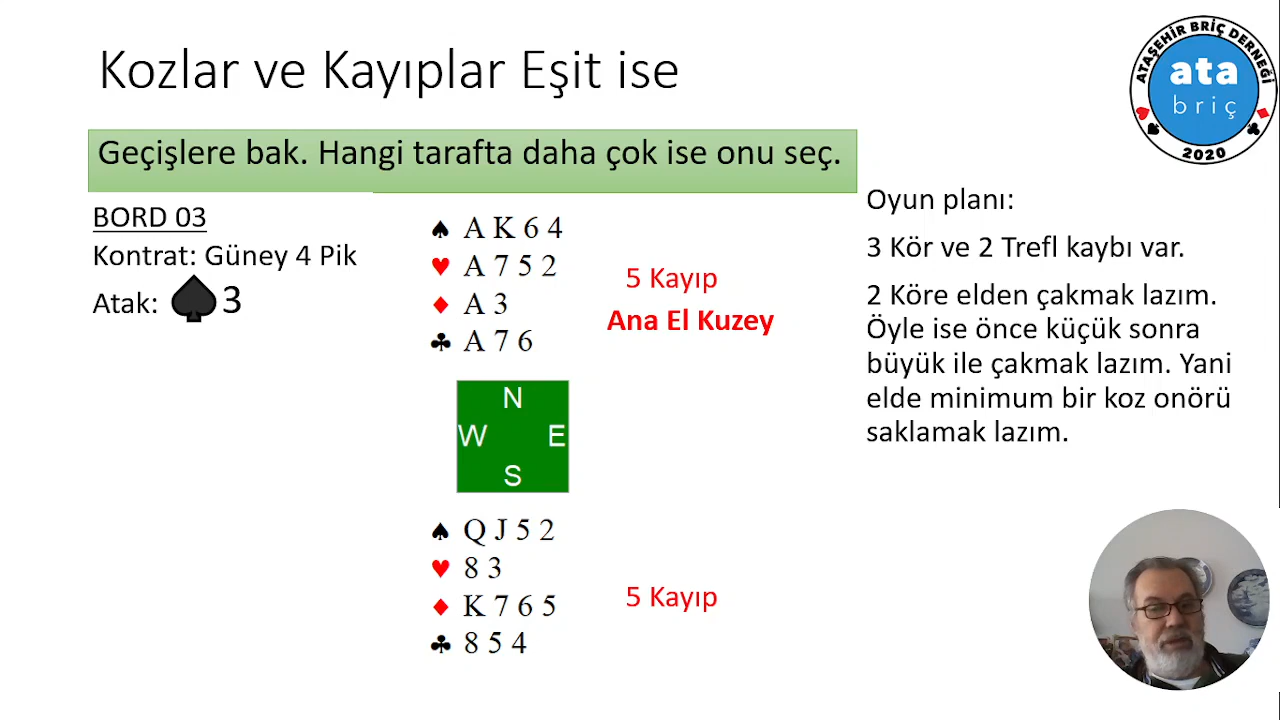 Kozlar ve Kayıplar Eşit ise
ATAŞEHİR BRİÇ DERNEĞİ
ata
briç
2020
Geçişlere bak. Hangi tarafta daha çok ise onu seç.
BORD 03
Kontrat: Güney 4 Pik
Atak: ♠ 3
♠ A K 6 4
♥ A 7 5 2
♦ A 3
♣ A 7 6
5 Kayıp
Ana El Kuzey
N
W E
S
♠ Q J 5 2
♥ 8 3
♦ K 7 6 5
♣ 8 5 4
5 Kayıp
Oyun planı:
3 Kör ve 2 Trefl kaybı var.
2 Köre elden çakmak lazım.
Öyle ise önce küçük sonra
büyük ile çakmak lazım. Yani
elde minimum bir koz onörü
saklamak lazım.